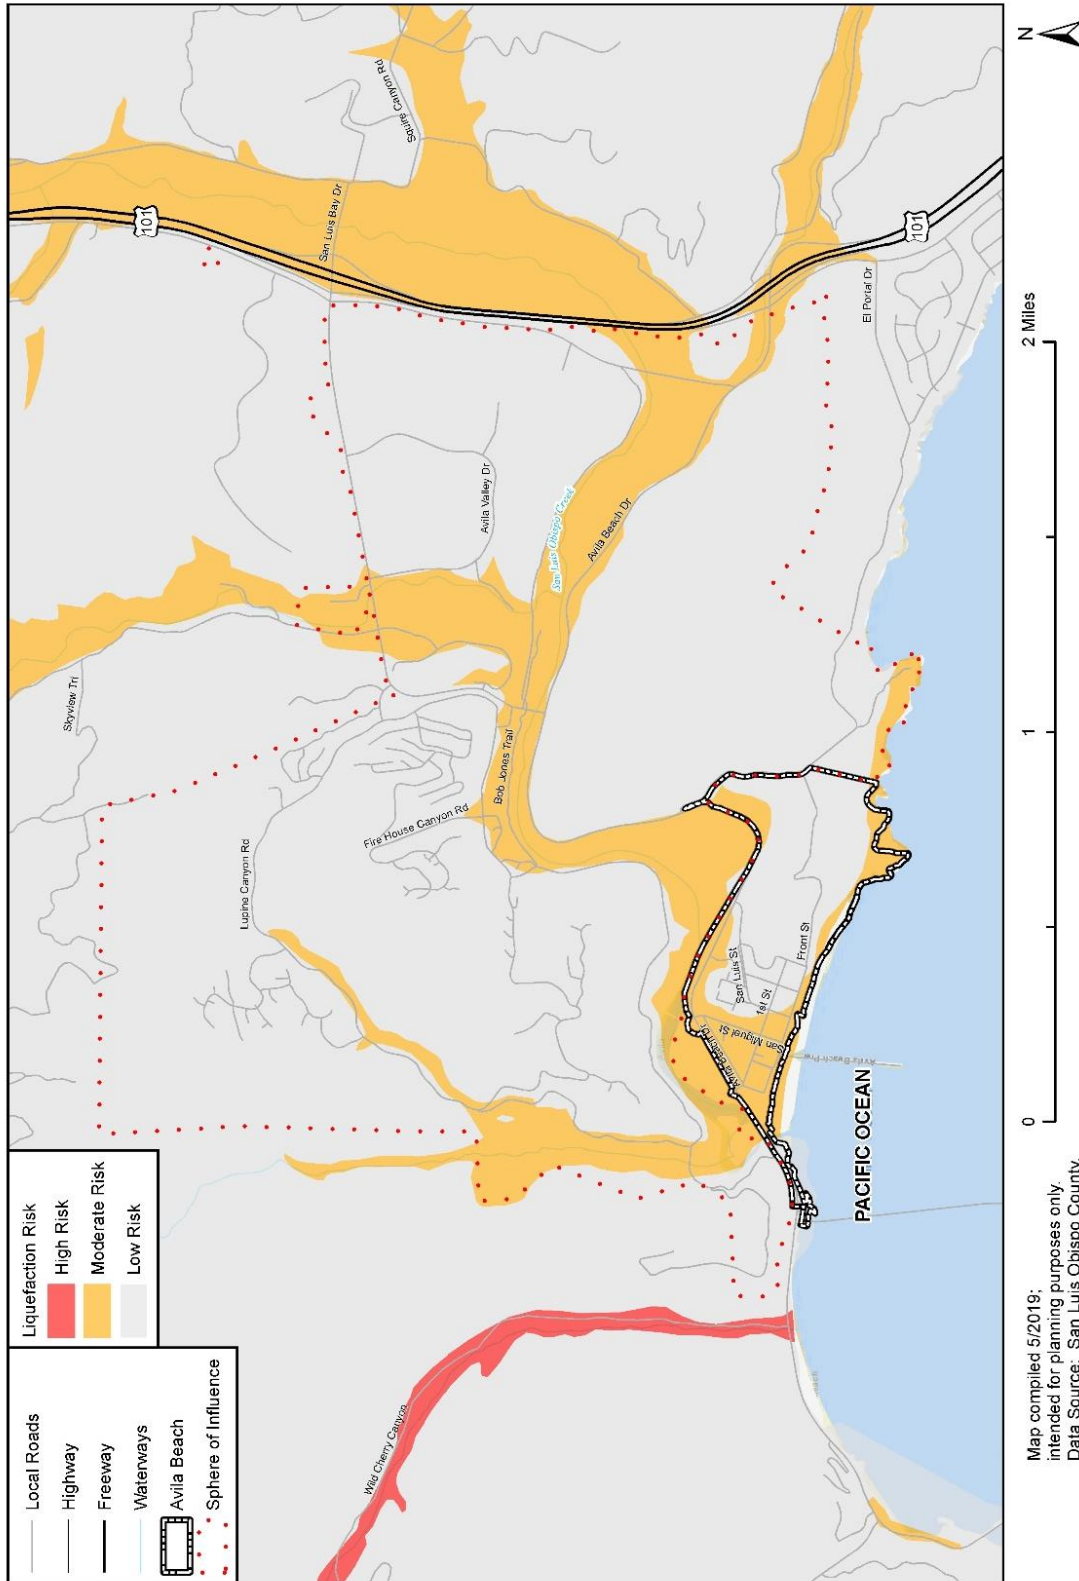 Local Roads
Highway
Freeway
Waterways
Avila Beach
Sphere of Influence
Liquefaction Risk
High Risk
Moderate Risk
Low Risk
Wild Cherry Canyon
Lupine Canyon Rd
Skyview Trl
Fire House Canyon Rd
Bob Jones Trail
San Luis Obispo Creek
Avila Beach Dr
Avila Valley Dr
San Luis Bay Dr
Squire Canyon Rd
101
101
El Portal Dr
San Luis St
1st St
Front St
San Miguel St
Avila Beach Dr
PACIFIC OCEAN
N
0
1
2 Miles
Map compiled 5/2019;
intended for planning purposes only.
Data Source: San Luis Obispo County.